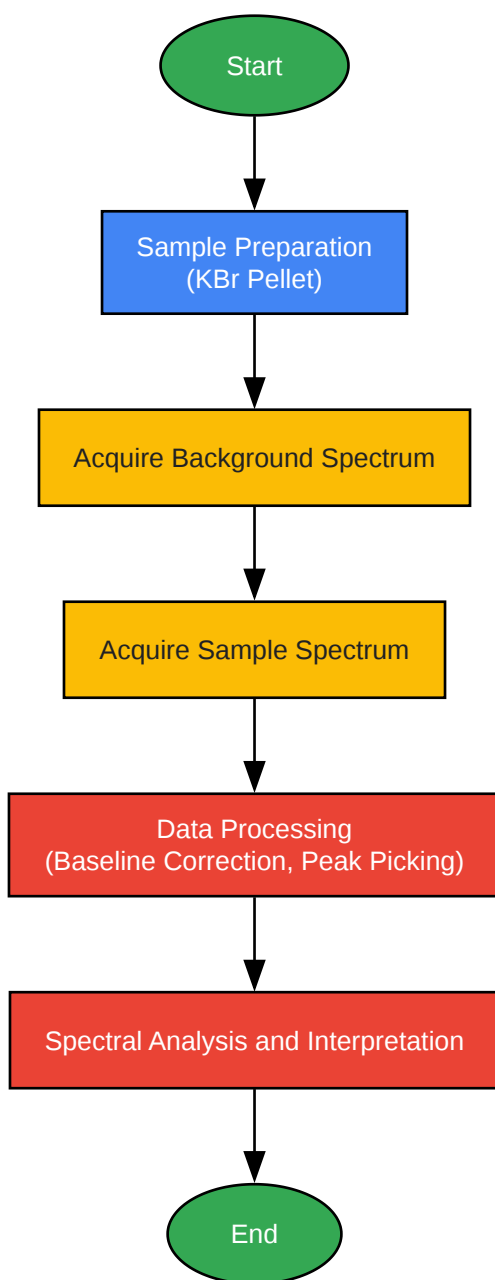 Start
Sample Preparation
(KBr Pellet)
Acquire Background Spectrum
Acquire Sample Spectrum
Data Processing
(Baseline Correction, Peak Picking)
Spectral Analysis and Interpretation
End